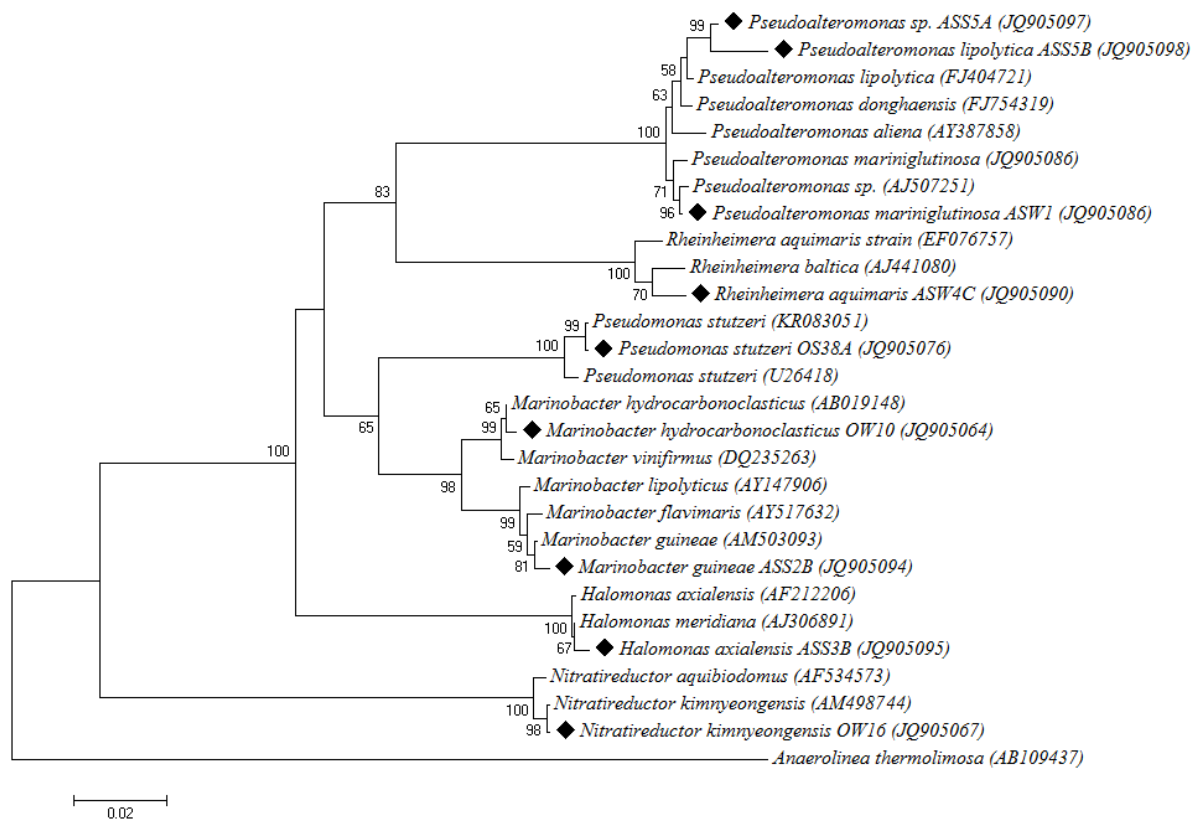 99
Pseudoalteromonas sp. ASS5A (JQ905097)
Pseudoalteromonas lipolytica ASS5B (JQ905098)
58
Pseudoalteromonas lipolytica (FJ404721)
63
Pseudoalteromonas donghaensis (FJ754319)
100
Pseudoalteromonas aliena (AY387858)
Pseudoalteromonas mariniglutinosa (JQ905086)
83
71
Pseudoalteromonas sp. (AJ507251)
96
Pseudoalteromonas mariniglutinosa ASW1 (JQ905086)
Rheinheimera aquimaris strain (EF076757)
100
Rheinheimera baltica (AJ441080)
70
Rheinheimera aquimaris ASW4C (JQ905090)
99
Pseudomonas stutzeri (KR083051)
100
Pseudomonas stutzeri OS38A (JQ905076)
Pseudomonas stutzeri (U26418)
65
Marinobacter hydrocarbonoclasticus (AB019148)
65
99
Marinobacter hydrocarbonoclasticus OW10 (JQ905064)
100
Marinobacter vinifirmus (DQ235263)
98
Marinobacter lipolyticus (AY147906)
99
Marinobacter flavimaris (AY517632)
59
Marinobacter guineae (AM503093)
81
Marinobacter guineae ASS2B (JQ905094)
Halomonas axialensis (AF212206)
100
Halomonas meridiana (AJ306891)
67
Halomonas axialensis ASS3B (JQ905095)
Nitratireductor aquibiodomus (AF534573)
100
Nitratireductor kimnyeongensis (AM498744)
98
Nitratireductor kimnyeongensis OW16 (JQ905067)
Anaerolinea thermolimosa (AB109437)
0.02